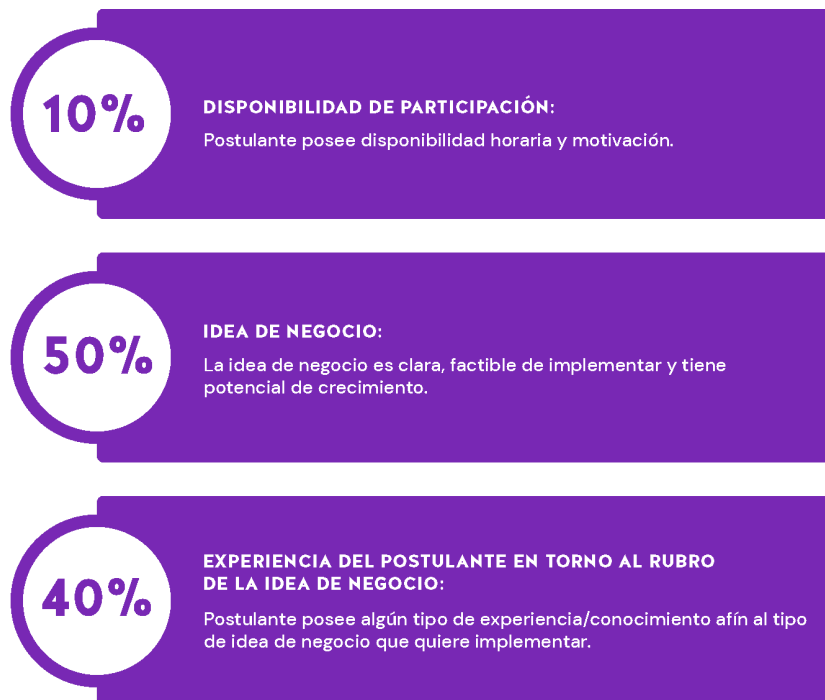 10%
DISPONIBILIDAD DE PARTICIPACIÓN:
Postulante posee disponibilidad horaria y motivación.
50%
IDEA DE NEGOCIO:
La idea de negocio es clara, factible de implementar y tiene
potencial de crecimiento.
40%
EXPERIENCIA DEL POSTULANTE EN TORNO AL RUBRO
DE LA IDEA DE NEGOCIO:
Postulante posee algún tipo de experiencia/conocimiento afín al tipo
de idea de negocio que quiere implementar.